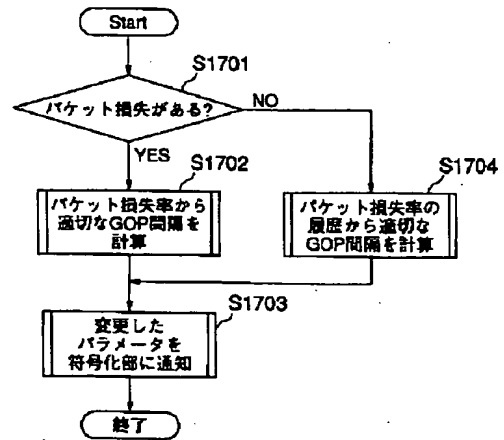 Start
S1701
パケット損失がある?
NO
YES
S1702
パケット損失率から
適切なGOP間隔を
計算
S1704
パケット損失率の
履歴から適切な
GOP間隔を計算
S1703
変更した
パラメータを
符号化部に通知
終了